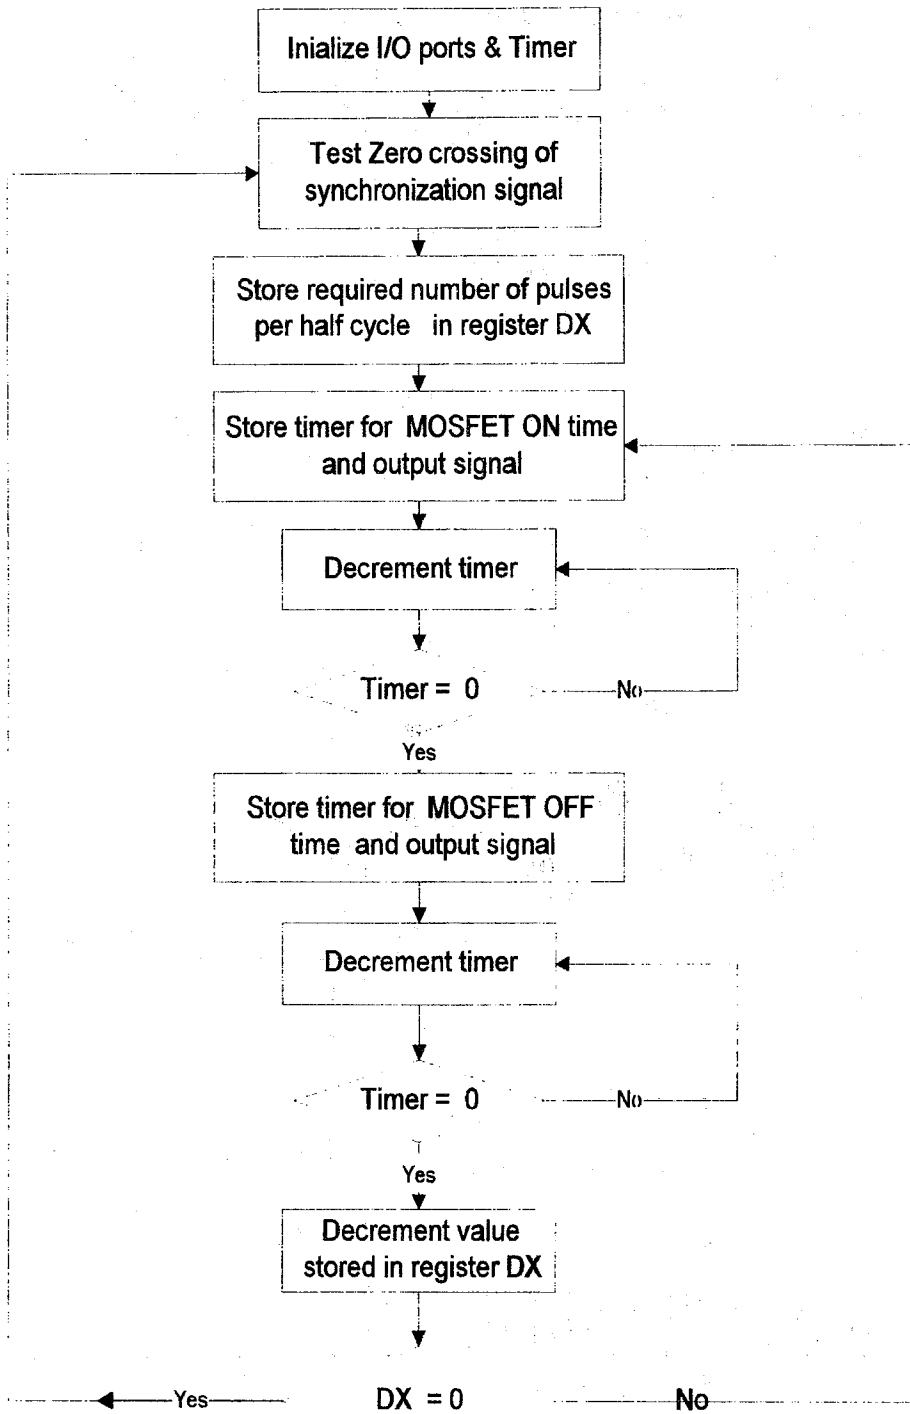 Inialize I/O ports & Timer
Test Zero crossing of
synchronization signal
Store required number of pulses
per half cycle in register DX
Store timer for MOSFET ON time
and output signal
Decrement timer
Timer = 0
No
Yes
Store timer for MOSFET OFF
time and output signal
Decrement timer
Timer = 0
No
Yes
Decrement value
stored in register DX
Yes
DX = 0
No